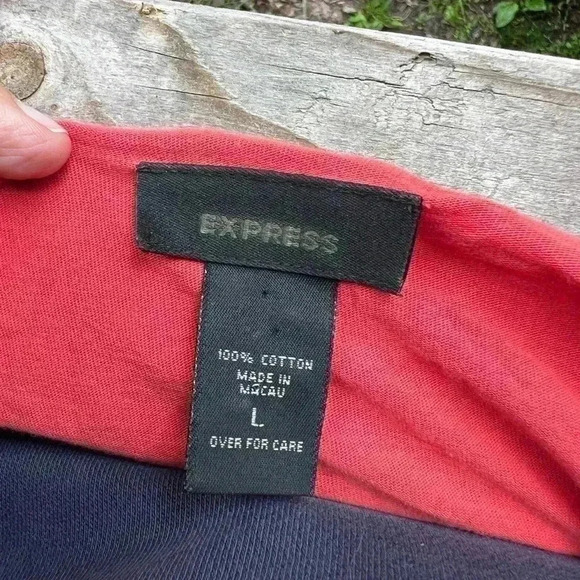 EXPRESS
100% COTTON
MADE IN
MACAU
L
OVER FOR CARE